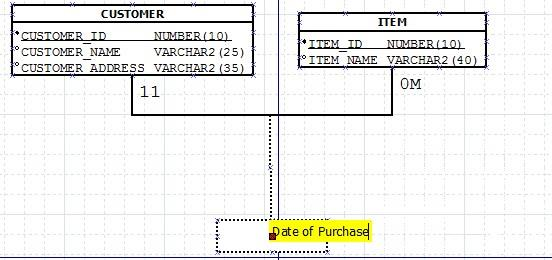 CUSTOMER
CUSTOMER_ID NUMBER(10)
CUSTOMER_NAME VARCHAR2(25)
CUSTOMER_ADDRESS VARCHAR2(35)
ITEM
ITEM_ID NUMBER(10)
ITEM_NAME VARCHAR2(40)
11
0M
Date of Purchase